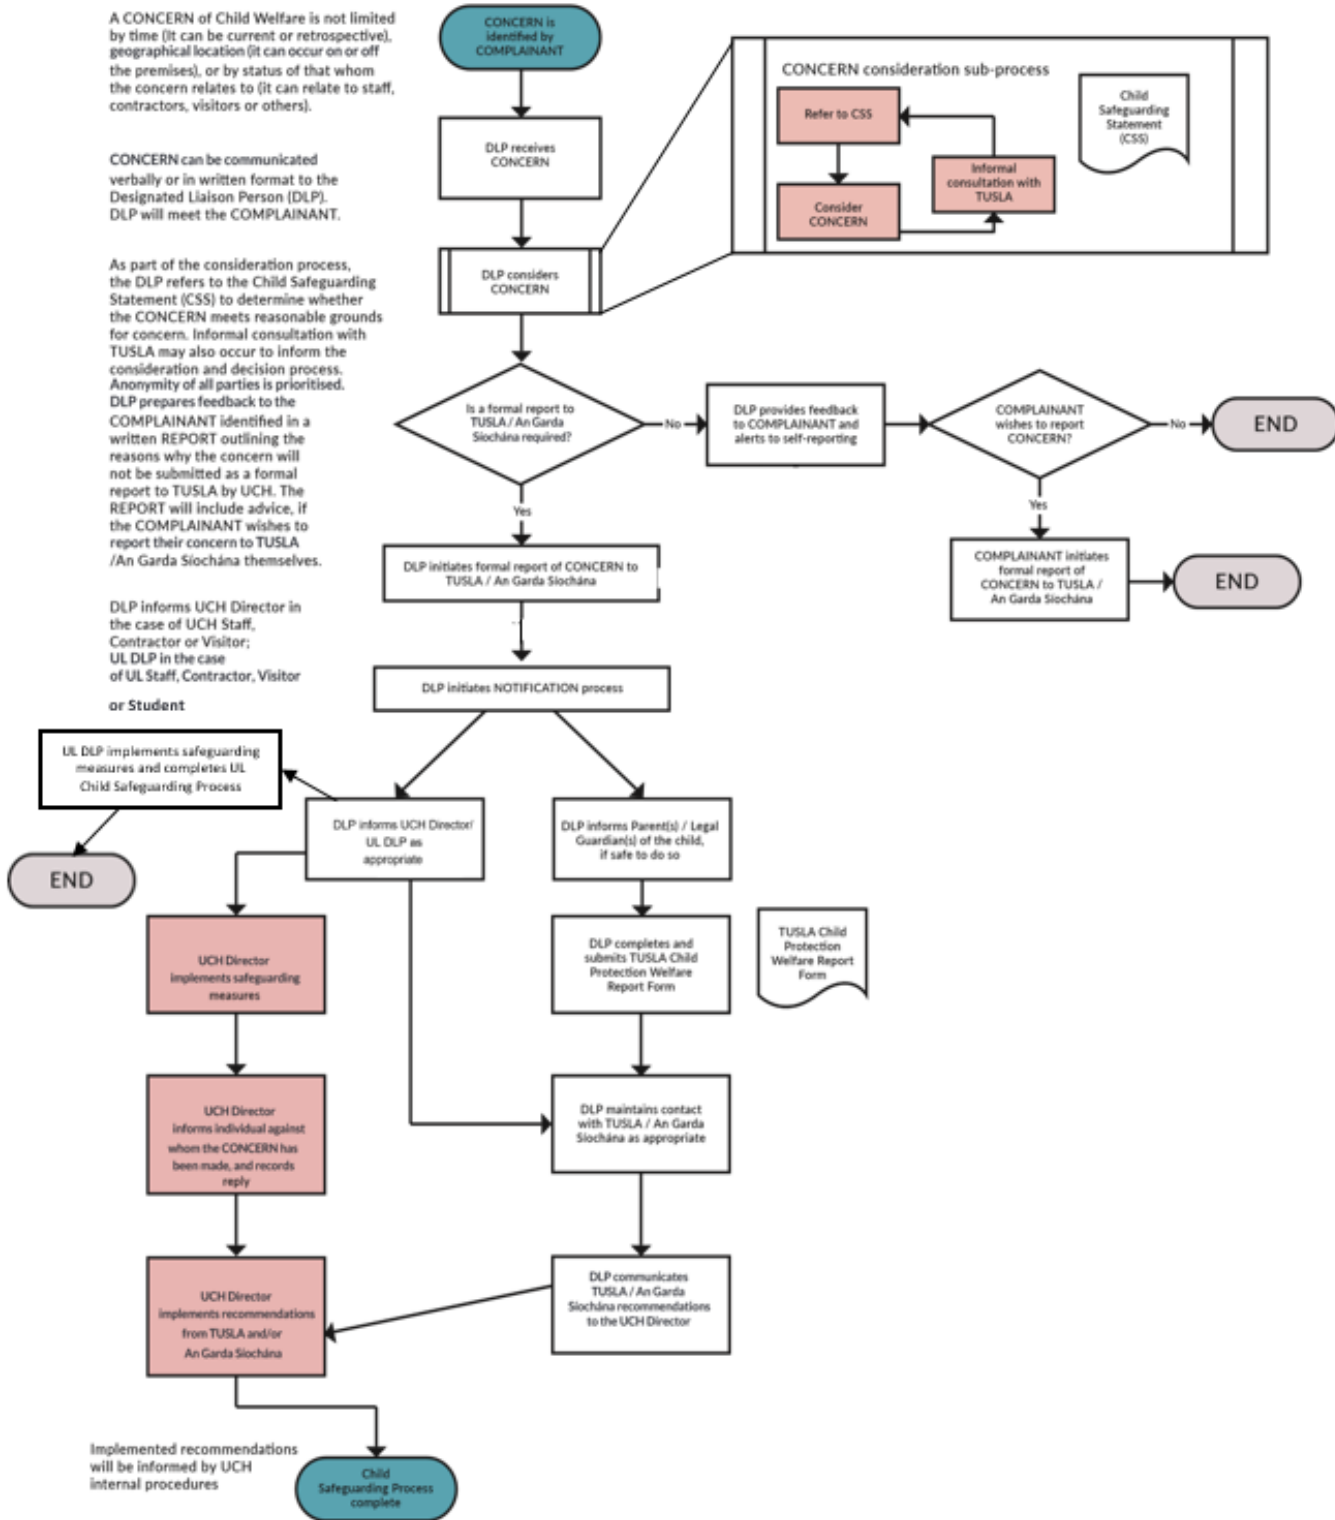 A CONCERN of Child Welfare is not limited
by time (It can be current or retrospective),
geographical location (it can occur on or off
the premises), or by status of that whom
the concern relates to (it can relate to staff,
contractors, visitors or others).
CONCERN can be communicated
verbally or in written format to the
Designated Liaison Person (DLP).
DLP will meet the COMPLAINANT.
As part of the consideration process,
the DLP refers to the Child Safeguarding
Statement (CSS) to determine whether
the CONCERN meets reasonable grounds
for concern. Informal consultation with
TUSLA may also occur to inform the
consideration and decision process.
Anonymity of all parties is prioritised.
DLP prepares feedback to the
COMPLAINANT identified in a
written REPORT outlining the
reasons why the concern will
not be submitted as a formal
report to TUSLA by UCH. The
REPORT will include advice, if
the COMPLAINANT wishes to
report their concern to TUSLA
/An Garda Síochána themselves.
DLP informs UCH Director in
the case of UCH Staff,
Contractor or Visitor;
UL DLP in the case
of UL Staff, Contractor, Visitor
or Student
CONCERN is
identified by
COMPLAINANT
DLP receives
CONCERN
DLP considers
CONCERN
CONCERN consideration sub-process
Refer to CSS
Consider
CONCERN
Informal
consultation with
TUSLA
Child
Safeguarding
Statement
(CSS)
Is a formal report to
TUSLA / An Garda
Síochána required?
No
DLP provides feedback
to COMPLAINANT and
alerts to self-reporting
COMPLAINANT
wishes to report
CONCERN?
No
END
Yes
Yes
DLP initiates formal report of CONCERN to
TUSLA / An Garda Síochána
COMPLAINANT initiates
formal report of
CONCERN to TUSLA /
An Garda Síochána
END
DLP initiates NOTIFICATION process
UL DLP implements safeguarding
measures and completes UL
Child Safeguarding Process
END
DLP informs UCH Director/
UL DLP as
appropriate
DLP informs Parent(s) / Legal
Guardian(s) of the child,
if safe to do so
UCH Director
implements safeguarding
measures
DLP completes and
submits TUSLA Child
Protection Welfare
Report Form
TUSLA Child
Protection
Welfare Report
Form
UCH Director
informs individual against
whom the CONCERN has
been made, and records
reply
DLP maintains contact
with TUSLA / An Garda
Síochána as appropriate
UCH Director
implements recommendations
from TUSLA and/or
An Garda Síochána
DLP communicates
TUSLA / An Garda
Síochána recommendations
to the UCH Director
Implemented recommendations
will be informed by UCH
internal procedures
Child
Safeguarding Process
complete